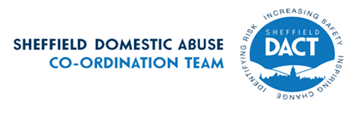 SHEFFIELD DOMESTIC ABUSE
CO-ORDINATION TEAM
IDENTIFYING RISK INCREASING SAFETY INSPIRING CHANGE
SHEFFIELD
DACT